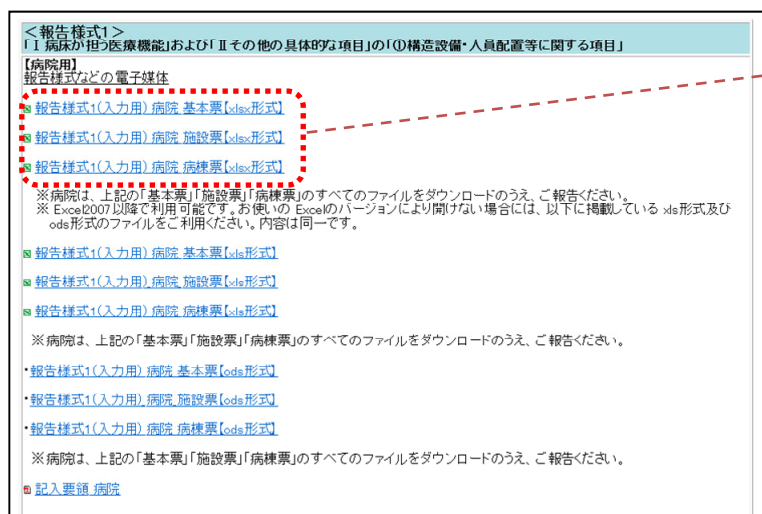 ＜報告様式1＞
「Ⅰ 病床が担う医療機能」および「Ⅱその他の具体的な項目」の「①構造設備・人員配置等に関する項目」
【病院用】
報告様式などの電子媒体
報告様式1(入力用) 病院 基本票【xlsx形式】
報告様式1(入力用) 病院 施設票【xlsx形式】
報告様式1(入力用) 病院 病棟票【xlsx形式】
※病院は、上記の「基本票」「施設票」「病棟票」のすべてのファイルをダウンロードのうえ、ご報告ください。
※ Excel2007以降で利用可能です。お使いの Excelのバージョンにより開けない場合には、以下に掲載している xls形式及び
ods形式のファイルをご利用ください。内容は同一です。
報告様式1(入力用) 病院 基本票【xls形式】
報告様式1(入力用) 病院 施設票【xls形式】
報告様式1(入力用) 病院 病棟票【xls形式】
※病院は、上記の「基本票」「施設票」「病棟票」のすべてのファイルをダウンロードのうえ、ご報告ください。
・報告様式1(入力用) 病院 基本票【ods形式】
・報告様式1(入力用) 病院 施設票【ods形式】
・報告様式1(入力用) 病院 病棟票【ods形式】
※病院は、上記の「基本票」「施設票」「病棟票」のすべてのファイルをダウンロードのうえ、ご報告ください。
記入要領 病院